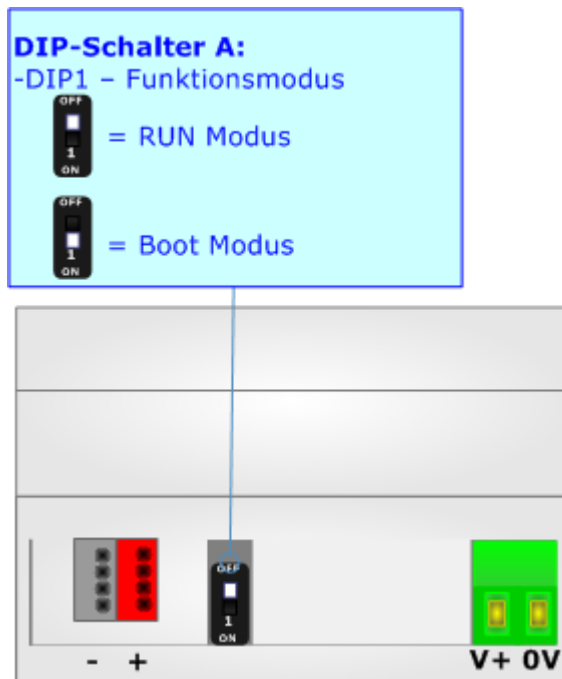 DIP-Schalter A:
-DIP1 – Funktionsmodus
OFF
1
ON
= RUN Modus
OFF
1
ON
= Boot Modus
OFF
1
ON
- +
V+ 0V